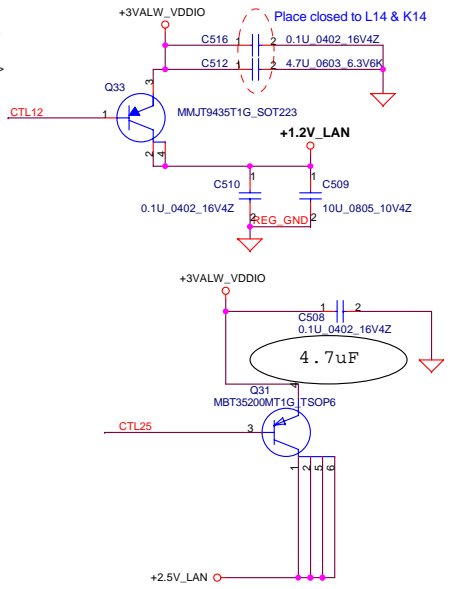 +3VALW_VDDIO
Place closed to L14 & K14
C516 1 2 0.1U_0402_16V4Z
C512 1 2 4.7U_0603_6.3V6K
Q33
3
CTL12
1
MMJT9435T1G_SOT223
2 4
+1.2V_LAN
1 1
C510 C509
0.1U_0402_16V4Z 10U_0805_10V4Z
2 2
REG_GND
+3VALW_VDDIO
1 2
C508
0.1U_0402_16V4Z
4.7uF
4
Q31
MBT35200MT1G_TSOP6
CTL25
3
1 2 5 6
+2.5V_LAN